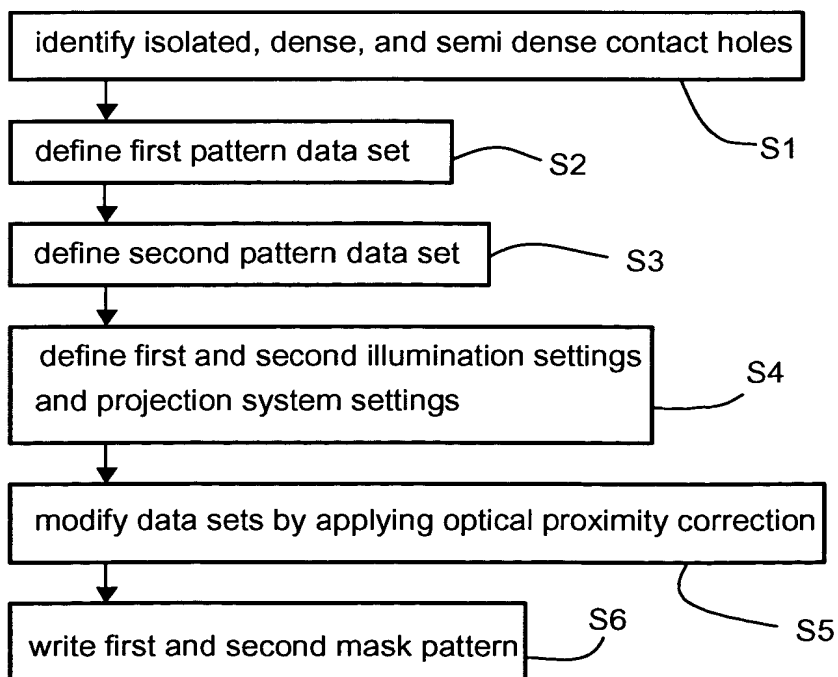 identify isolated, dense, and semi dense contact holes
S1
define first pattern data set
S2
define second pattern data set
S3
define first and second illumination settings
and projection system settings
S4
modify data sets by applying optical proximity correction
S5
write first and second mask pattern
S6